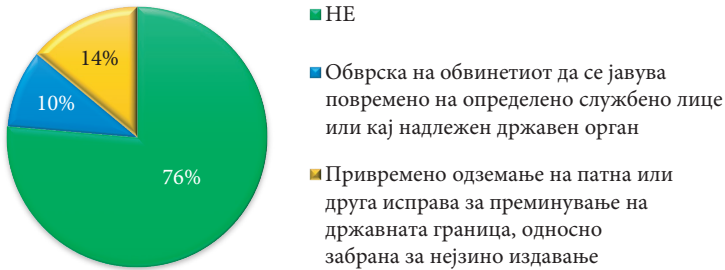 14%
10%
76%
НЕ
Обврска на обвинетиот да се јавува
повремено на определено службено лице
или кај надлежен државен орган
Привремено одземање на патна или
друга исправа за преминување на
државната граница, односно
забрана за нејзино издавање